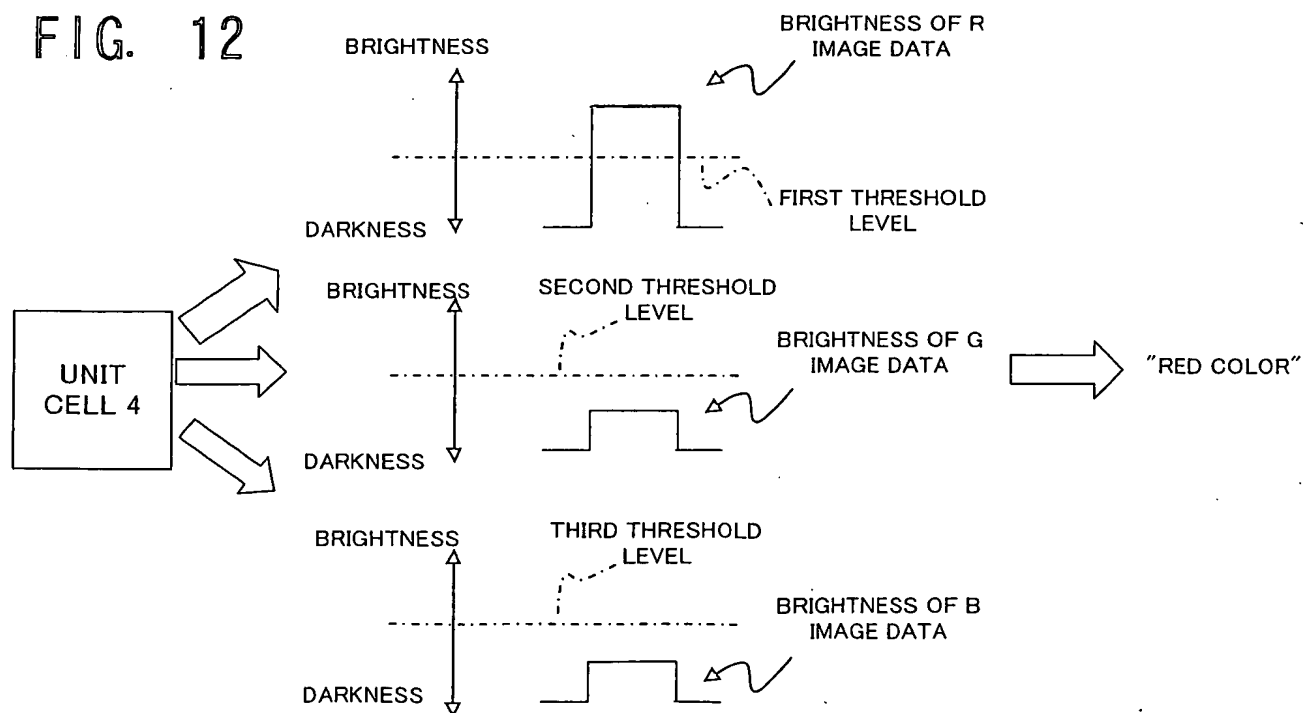 FIG. 12
BRIGHTNESS
BRIGHTNESS OF R
IMAGE DATA
FIRST THRESHOLD
LEVEL
DARKNESS
BRIGHTNESS
SECOND THRESHOLD
LEVEL
BRIGHTNESS OF G
IMAGE DATA
UNIT
CELL 4
"RED COLOR"
DARKNESS
BRIGHTNESS
THIRD THRESHOLD
LEVEL
BRIGHTNESS OF B
IMAGE DATA
DARKNESS